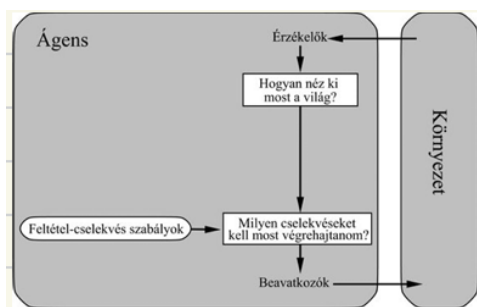 Ágens
Érzékelők
Hogyan néz ki
most a világ?
Feltétel-cselekvés szabályok
Milyen cselekvéseket
kell most végrehajtanom?
Beavatkozók
Környezet